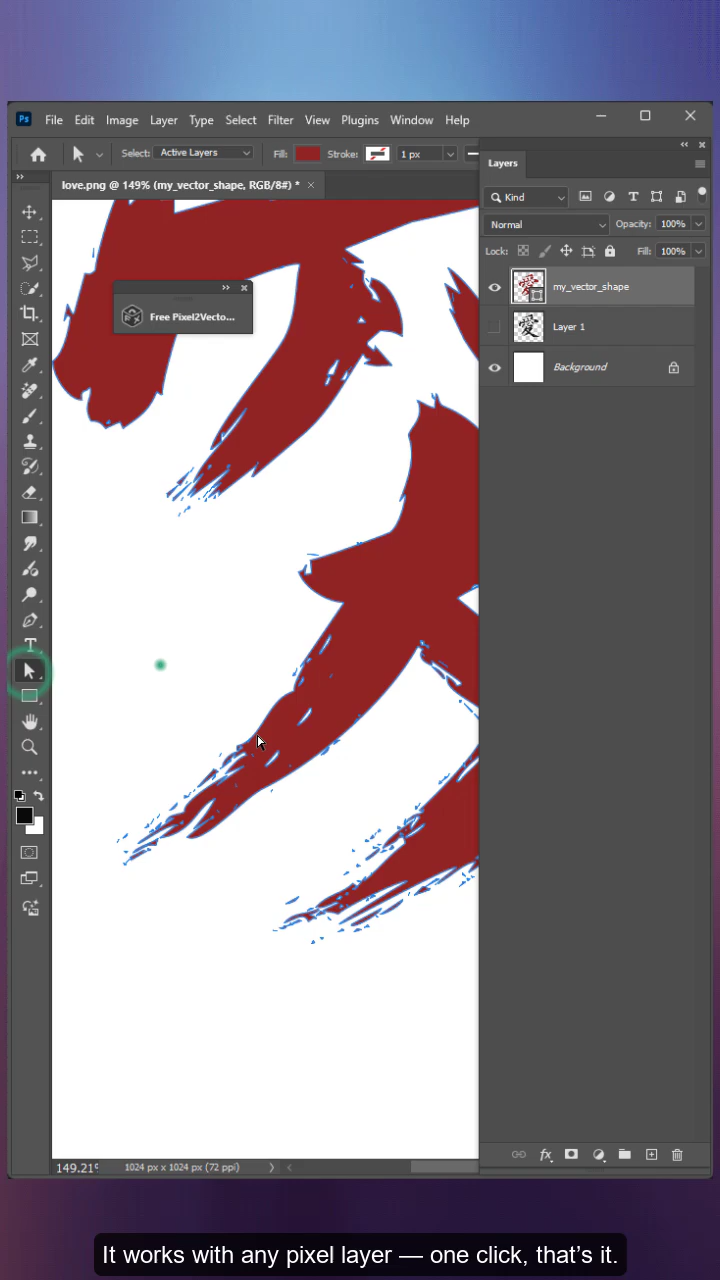 Ps File Edit Image Layer Type Select Filter View Plugins Window Help
Select: Active Layers Fill: Stroke: 1 px
love.png @ 149% (my_vector_shape, RGB/8#) *
Free Pixel2Vecto...
Layers
Kind
Normal Opacity: 100%
Lock: Fill: 100%
愛 my_vector_shape
愛 Layer 1
Background
149.21%
1024 px x 1024 px (72 ppi)
It works with any pixel layer — one click, that’s it.